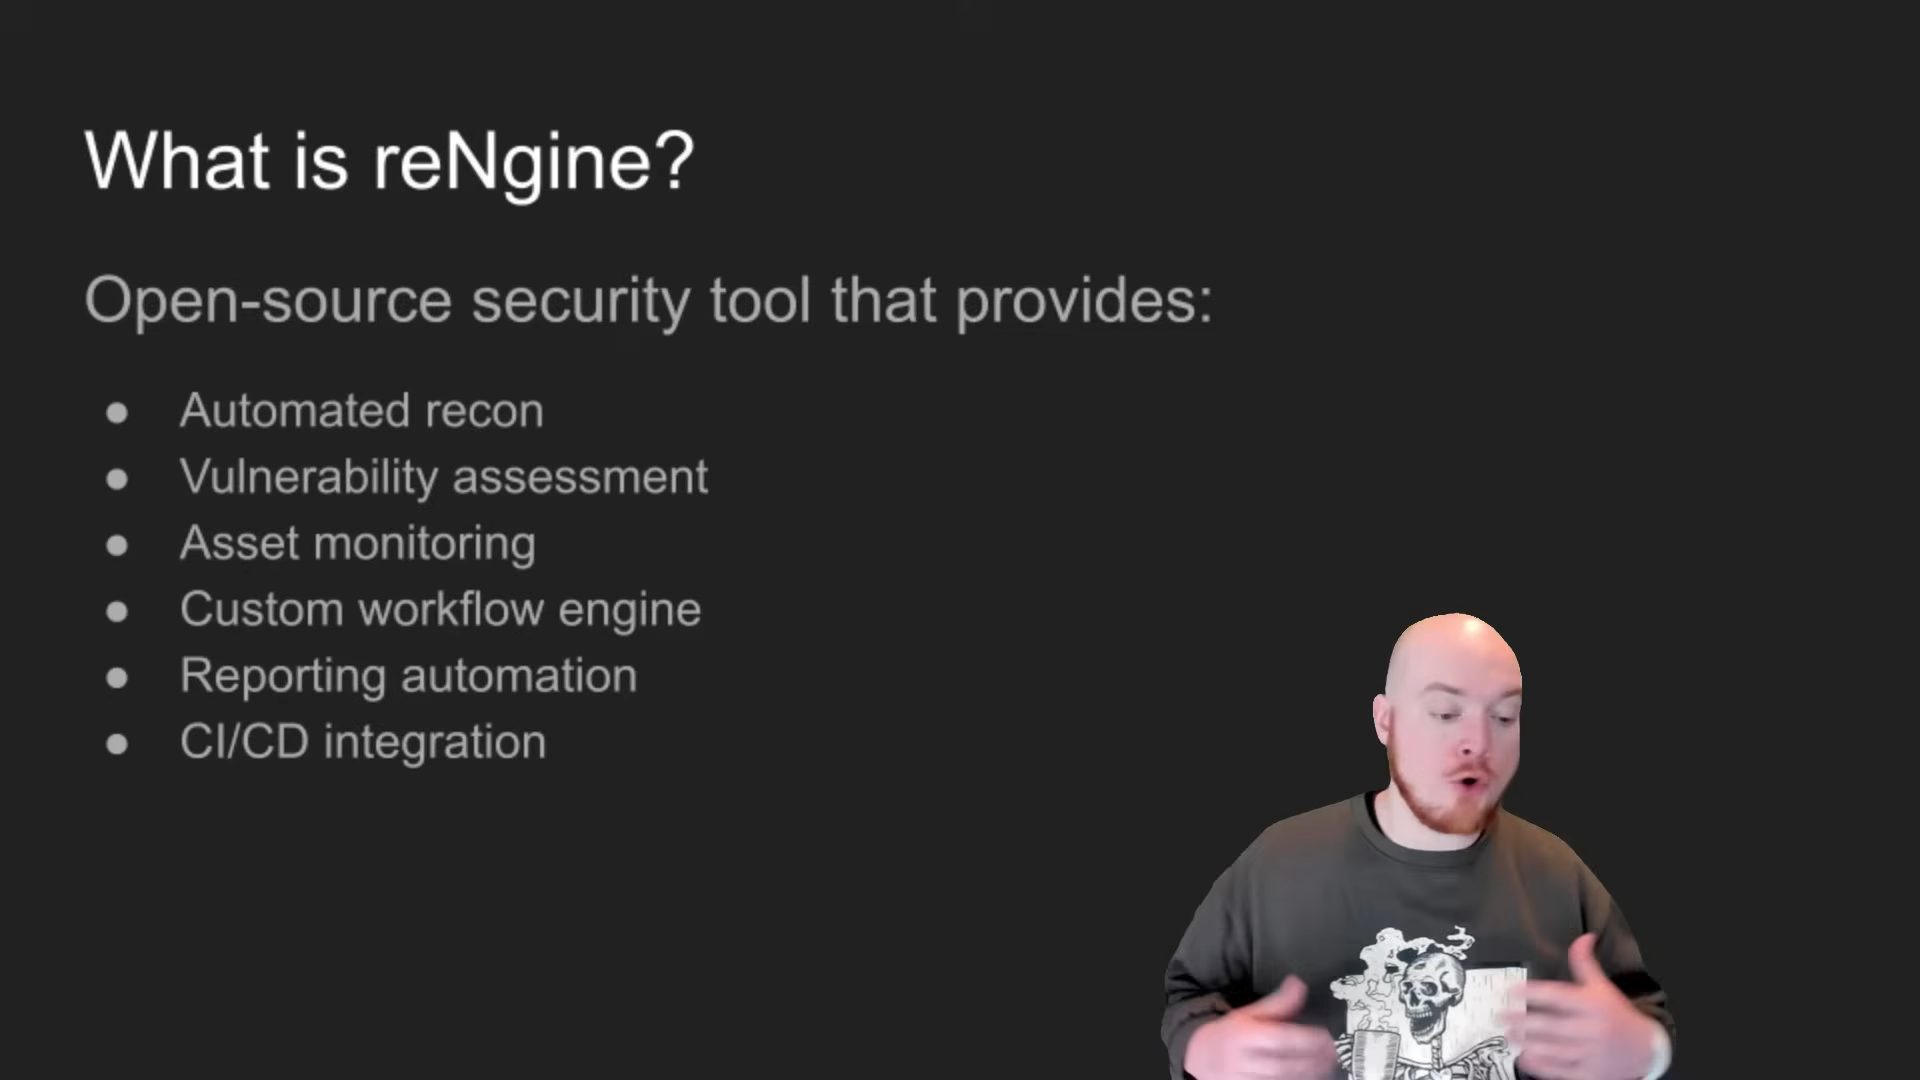 What is reNgine?
Open-source security tool that provides:
● Automated recon
● Vulnerability assessment
● Asset monitoring
● Custom workflow engine
● Reporting automation
● CI/CD integration